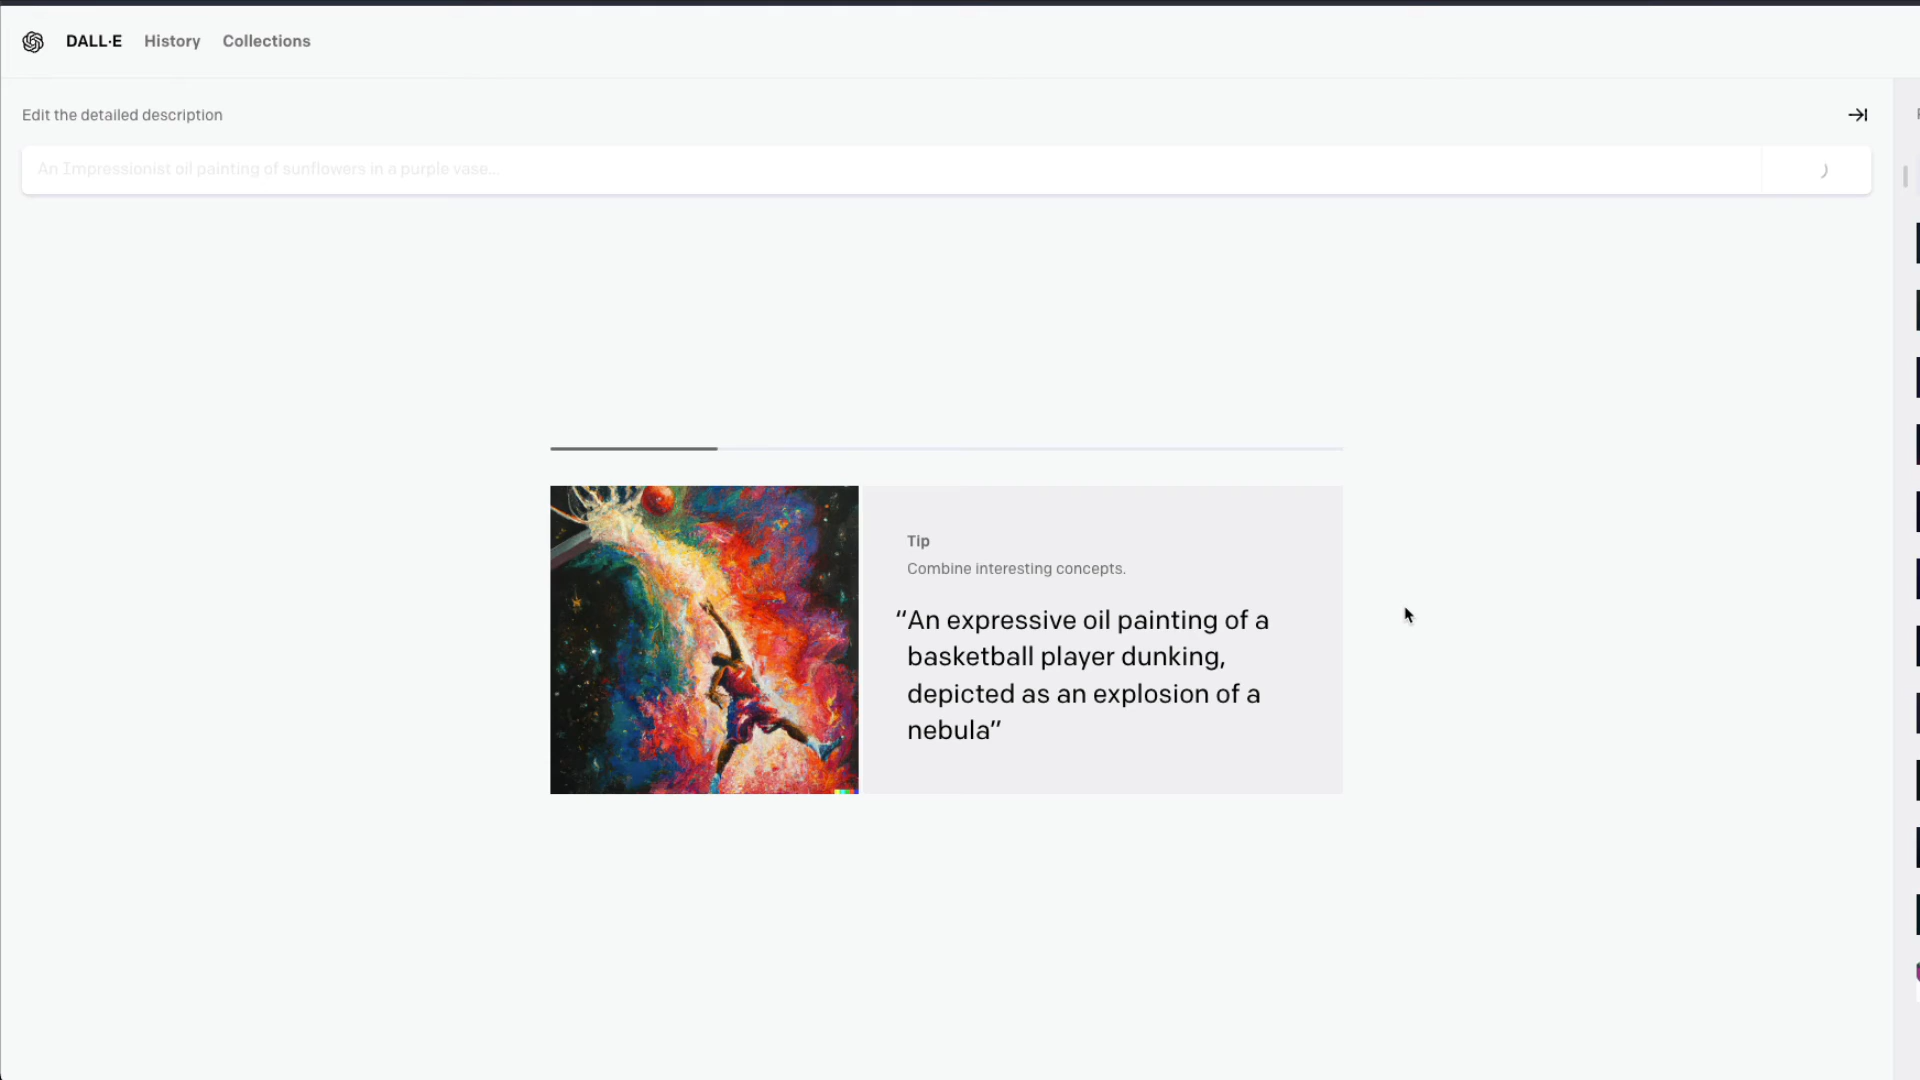 DALL·E History Collections
Edit the detailed description
An Impressionist oil painting of sunflowers in a purple vase...
Tip
Combine interesting concepts.
“An expressive oil painting of a
basketball player dunking,
depicted as an explosion of a
nebula”